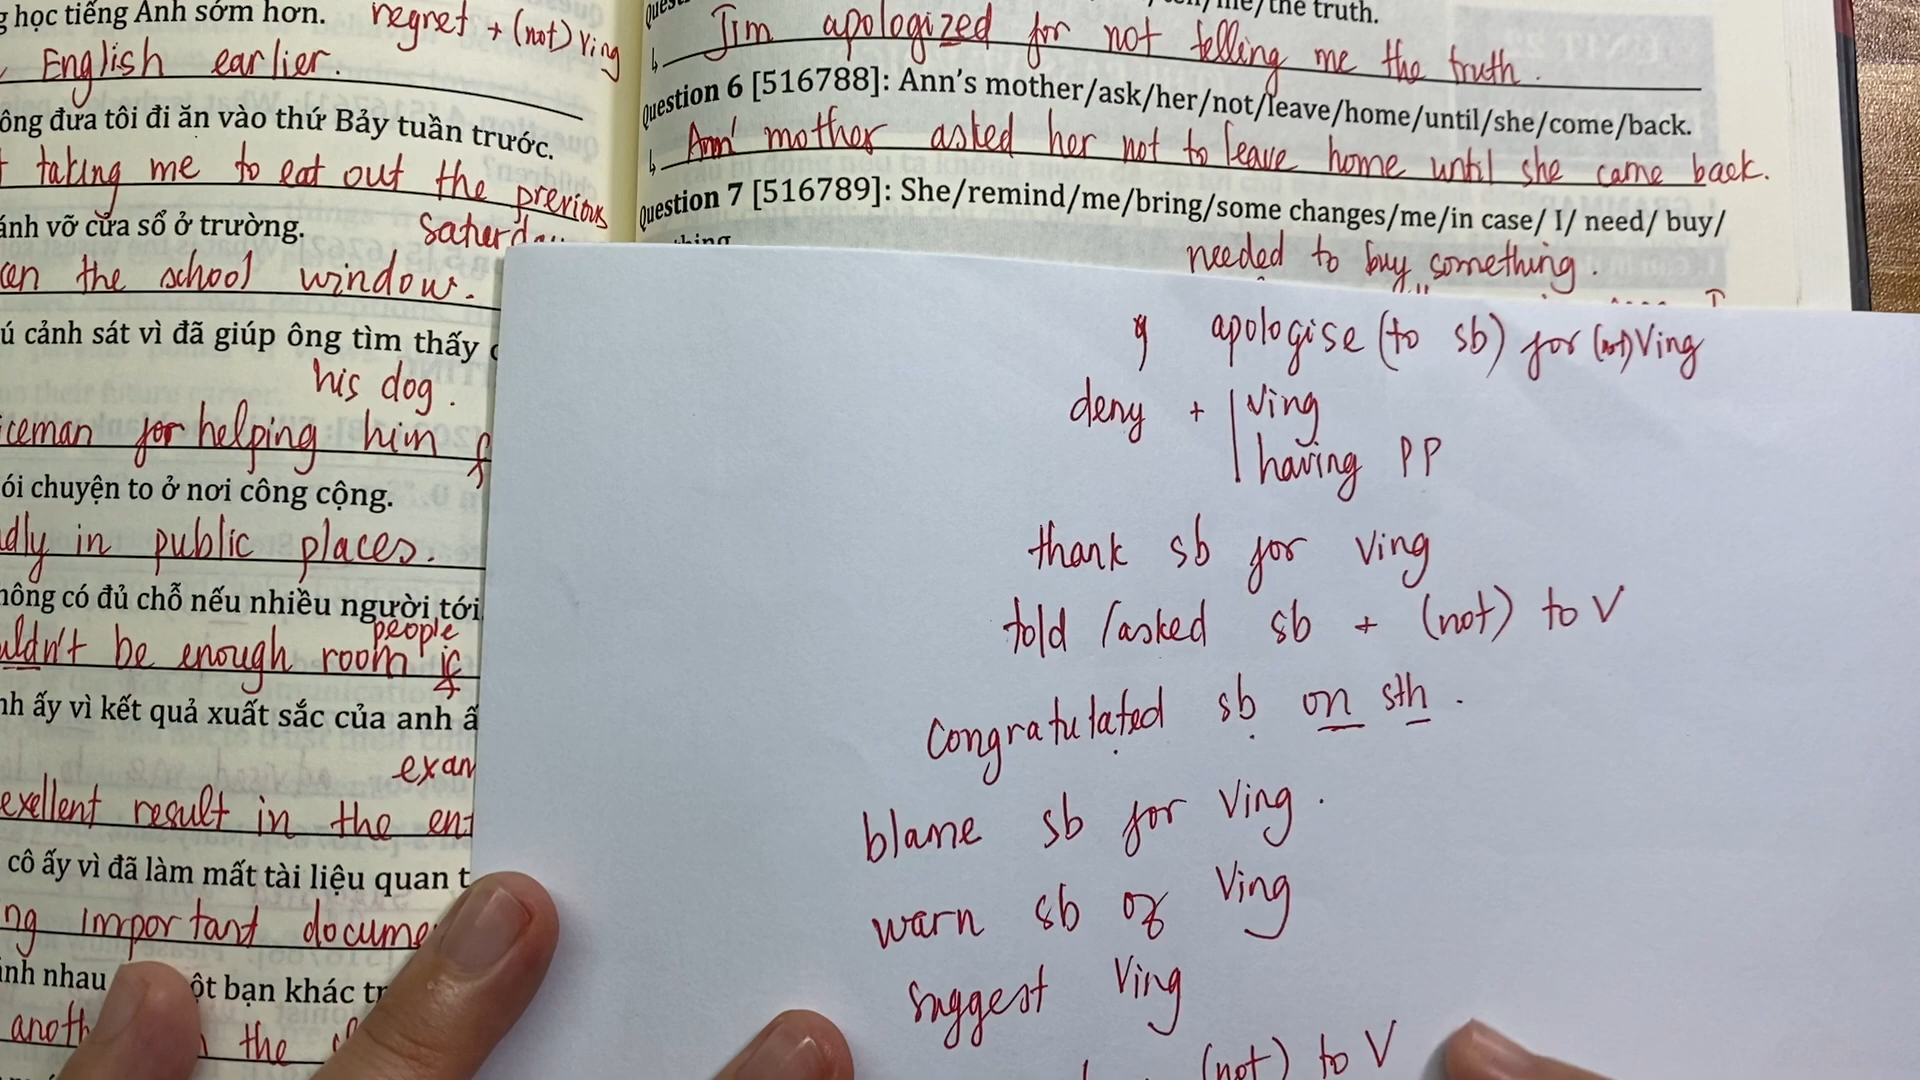 học tiếng Anh sớm hơn. regret + (not) Ving
English earlier.
ông đưa tôi đi ăn vào thứ Bảy tuần trước.
taking me to eat out the previous
ánh vỡ cửa sổ ở trường. Saturd
en the school window.
ú cảnh sát vì đã giúp ông tìm thấy
his dog.
iceman for helping him f
ói chuyện to ở nơi công cộng.
dly in public places.
hông có đủ chỗ nếu nhiều người tới
people
uldn't be enough room if
nh ấy vì kết quả xuất sắc của anh ấ
exam
exellent result in the ent
cô ấy vì đã làm mất tài liệu quan t
ng important docume
ánh nhau ột bạn khác tr
anoth the
me/the truth.
Jim apologized for not telling me the truth.
Question 6 [516788]: Ann's mother/ask/her/not/leave/home/until/she/come/back.
Ann' mother asked her not to leave home until she came back.
Question 7 [516789]: She/remind/me/bring/some changes/me/in case/ I/ need/ buy/
thing
needed to buy something.
apologise (to sb) for (not) Ving
deny + Ving
having PP
thank sb for Ving
told /asked sb + (not) to V
Congratulated sb on sth.
blame sb for Ving.
warn sb of Ving
suggest Ving
(not) to V